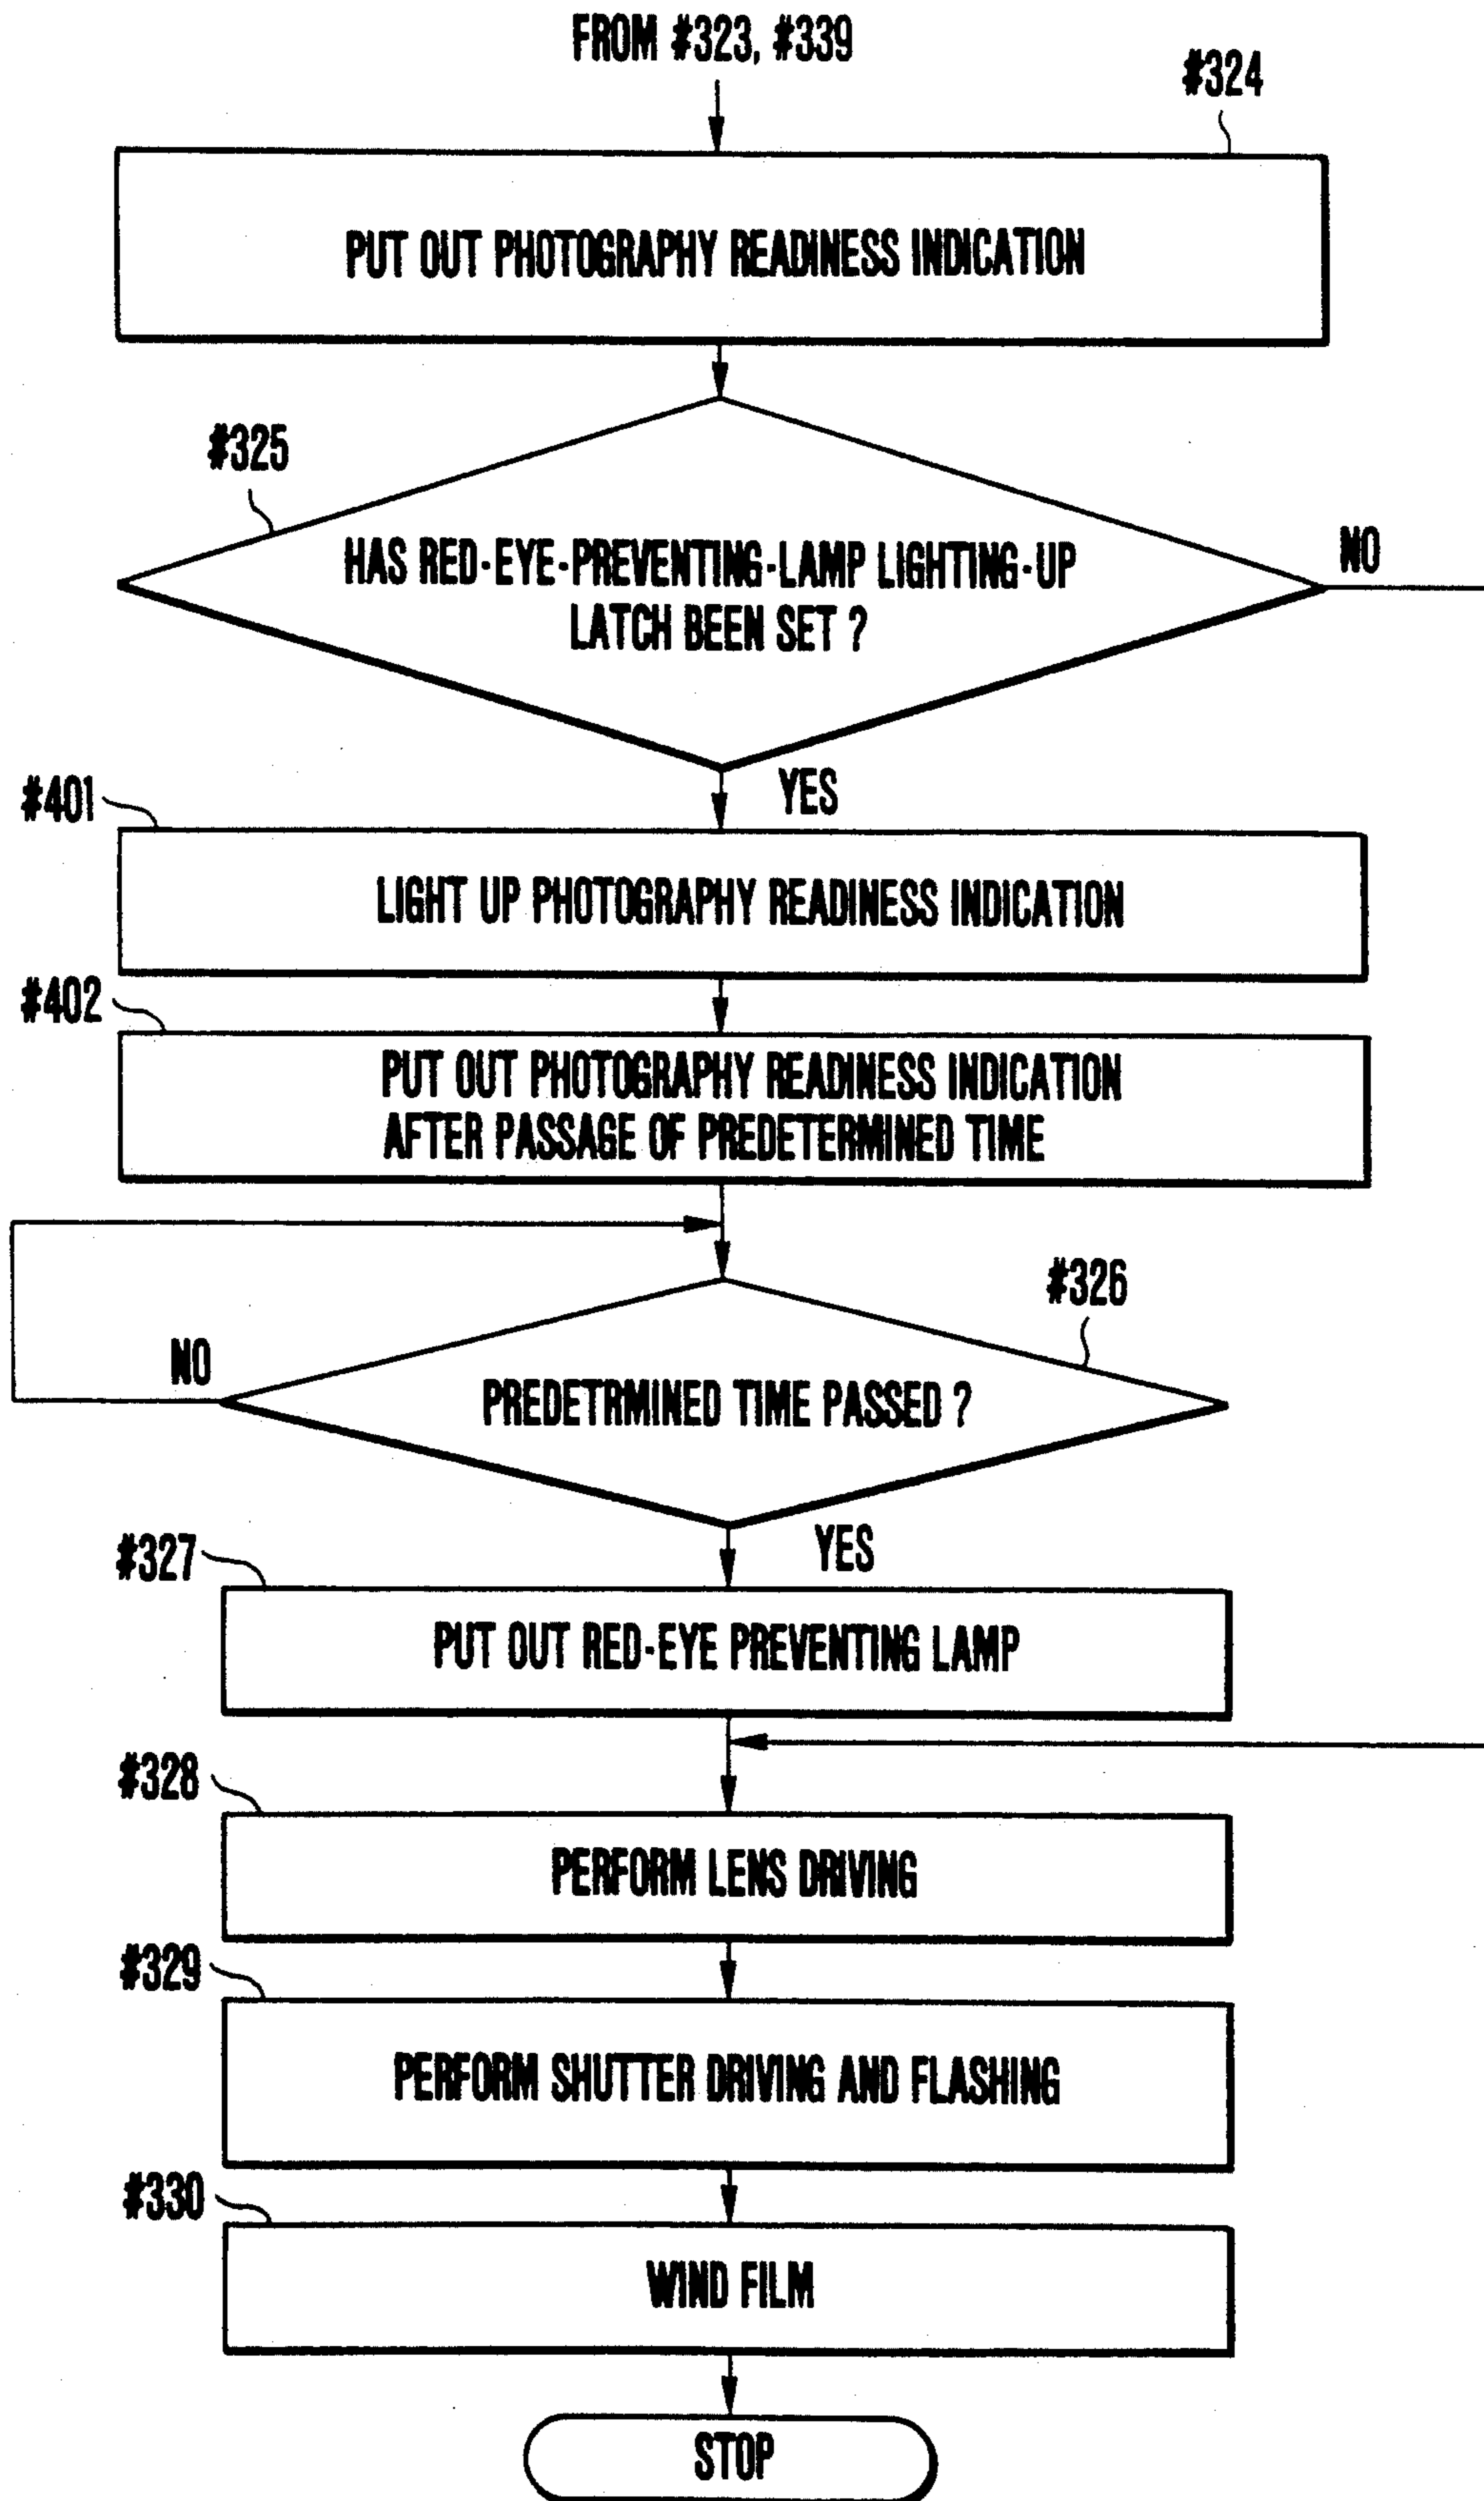 FROM #323, #339
#324
PUT OUT PHOTOGRAPHY READINESS INDICATION
#325
HAS RED-EYE-PREVENTING-LAMP LIGHTING-UP
LATCH BEEN SET ?
NO
YES
#401
LIGHT UP PHOTOGRAPHY READINESS INDICATION
#402
PUT OUT PHOTOGRAPHY READINESS INDICATION
AFTER PASSAGE OF PREDETERMINED TIME
#326
NO
PREDETRMINED TIME PASSED ?
YES
#327
PUT OUT RED-EYE PREVENTING LAMP
#328
PERFORM LENS DRIVING
#329
PERFORM SHUTTER DRIVING AND FLASHING
#330
WIND FILM
STOP